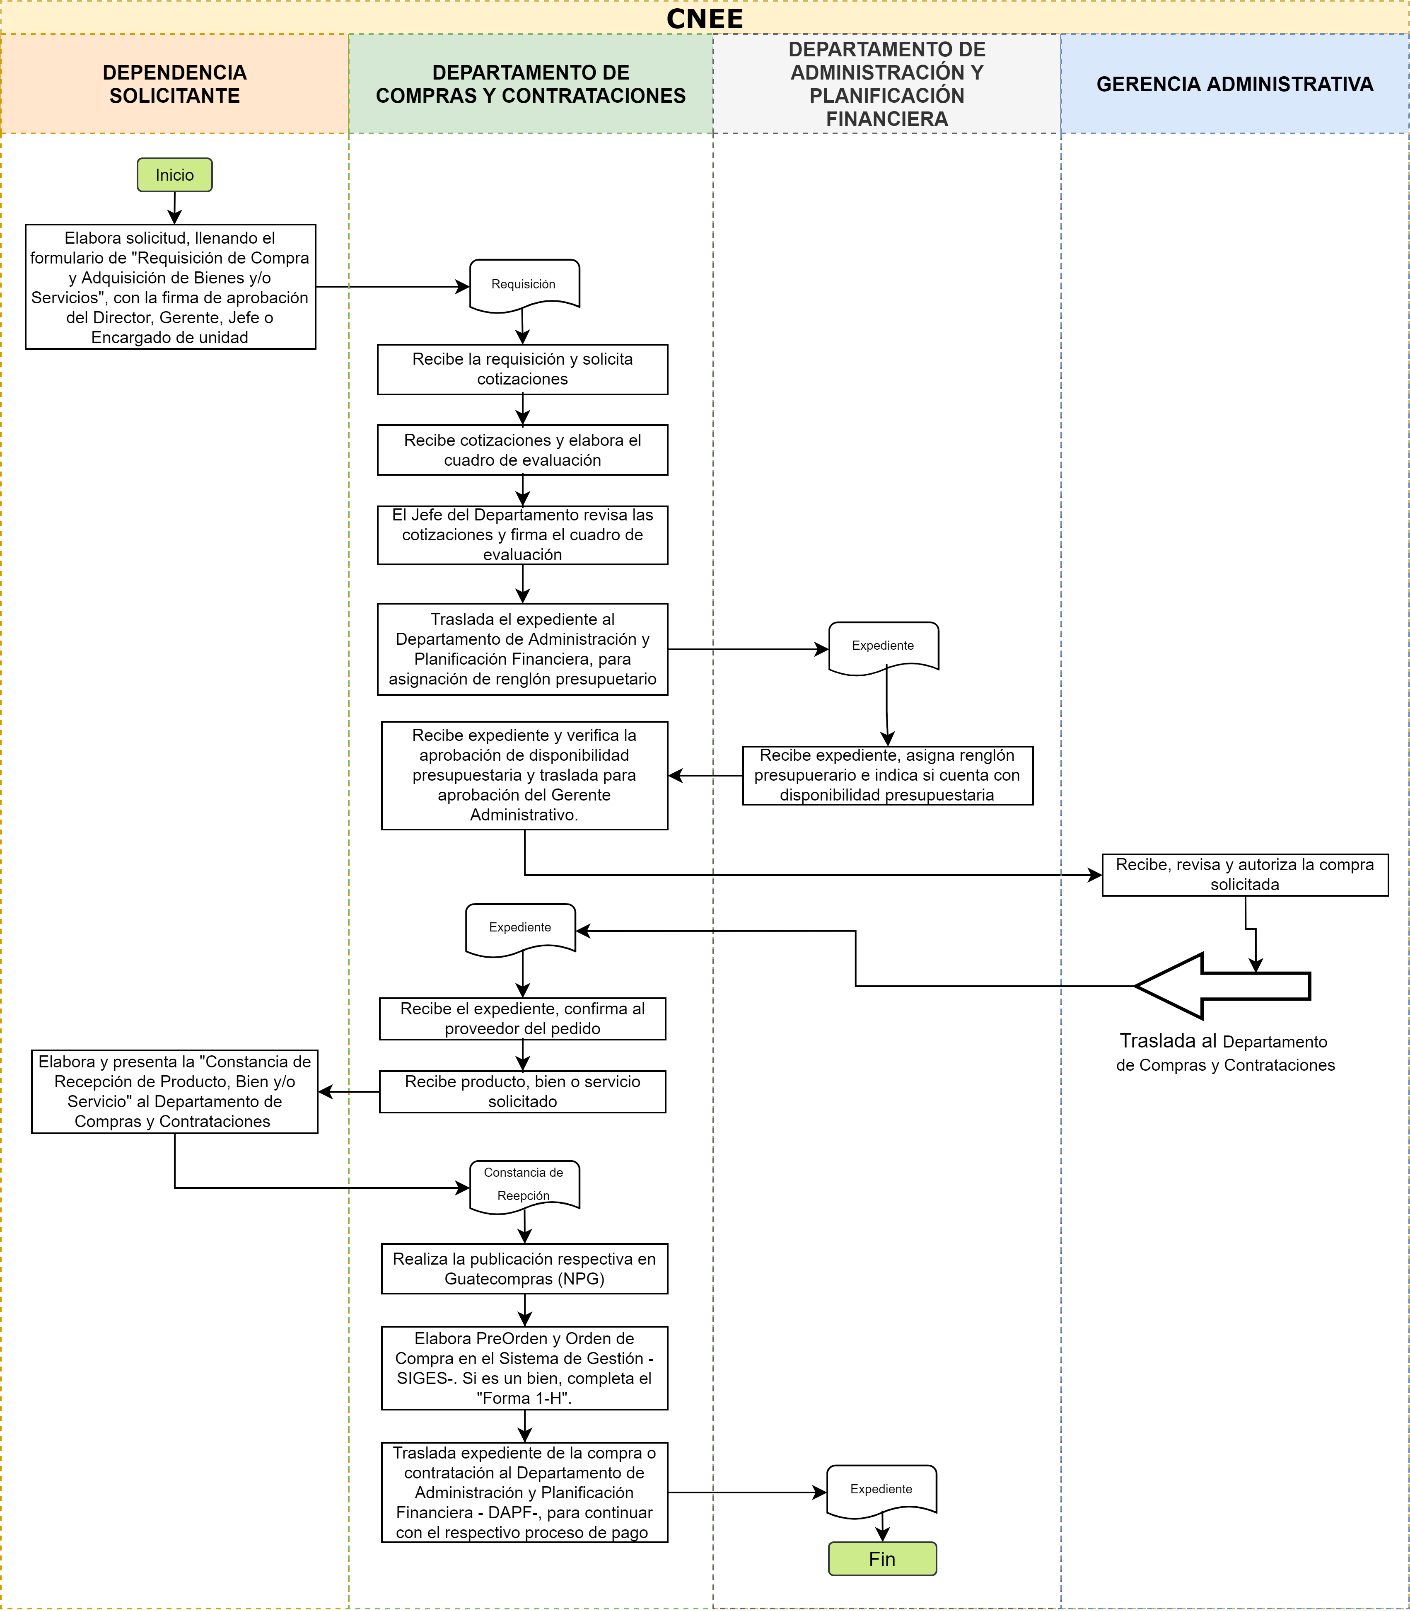 CNEE
DEPENDENCIA
SOLICITANTE
DEPARTAMENTO DE
COMPRAS Y CONTRATACIONES
DEPARTAMENTO DE
ADMINISTRACIÓN Y
PLANIFICACIÓN
FINANCIERA
GERENCIA ADMINISTRATIVA
Inicio
Elabora solicitud, llenando el
formulario de "Requisición de Compra
y Adquisición de Bienes y/o
Servicios", con la firma de aprobación
del Director, Gerente, Jefe o
Encargado de unidad
Requisición
Recibe la requisición y solicita
cotizaciones
Recibe cotizaciones y elabora el
cuadro de evaluación
El Jefe del Departamento revisa las
cotizaciones y firma el cuadro de
evaluación
Traslada el expediente al
Departamento de Administración y
Planificación Financiera, para
asignación de renglón presupuetario
Expediente
Recibe expediente, asigna renglón
presupuerario e indica si cuenta con
disponibilidad presupuestaria
Recibe expediente y verifica la
aprobación de disponibilidad
presupuestaria y traslada para
aprobación del Gerente
Administrativo.
Recibe, revisa y autoriza la compra
solicitada
Traslada al Departamento
de Compras y Contrataciones
Expediente
Recibe el expediente, confirma al
proveedor del pedido
Recibe producto, bien o servicio
solicitado
Elabora y presenta la "Constancia de
Recepción de Producto, Bien y/o
Servicio" al Departamento de
Compras y Contrataciones
Constancia de
Reepción
Realiza la publicación respectiva en
Guatecompras (NPG)
Elabora PreOrden y Orden de
Compra en el Sistema de Gestión -
SIGES-. Si es un bien, completa el
"Forma 1-H".
Traslada expediente de la compra o
contratación al Departamento de
Administración y Planificación
Financiera - DAPF-, para continuar
con el respectivo proceso de pago
Expediente
Fin